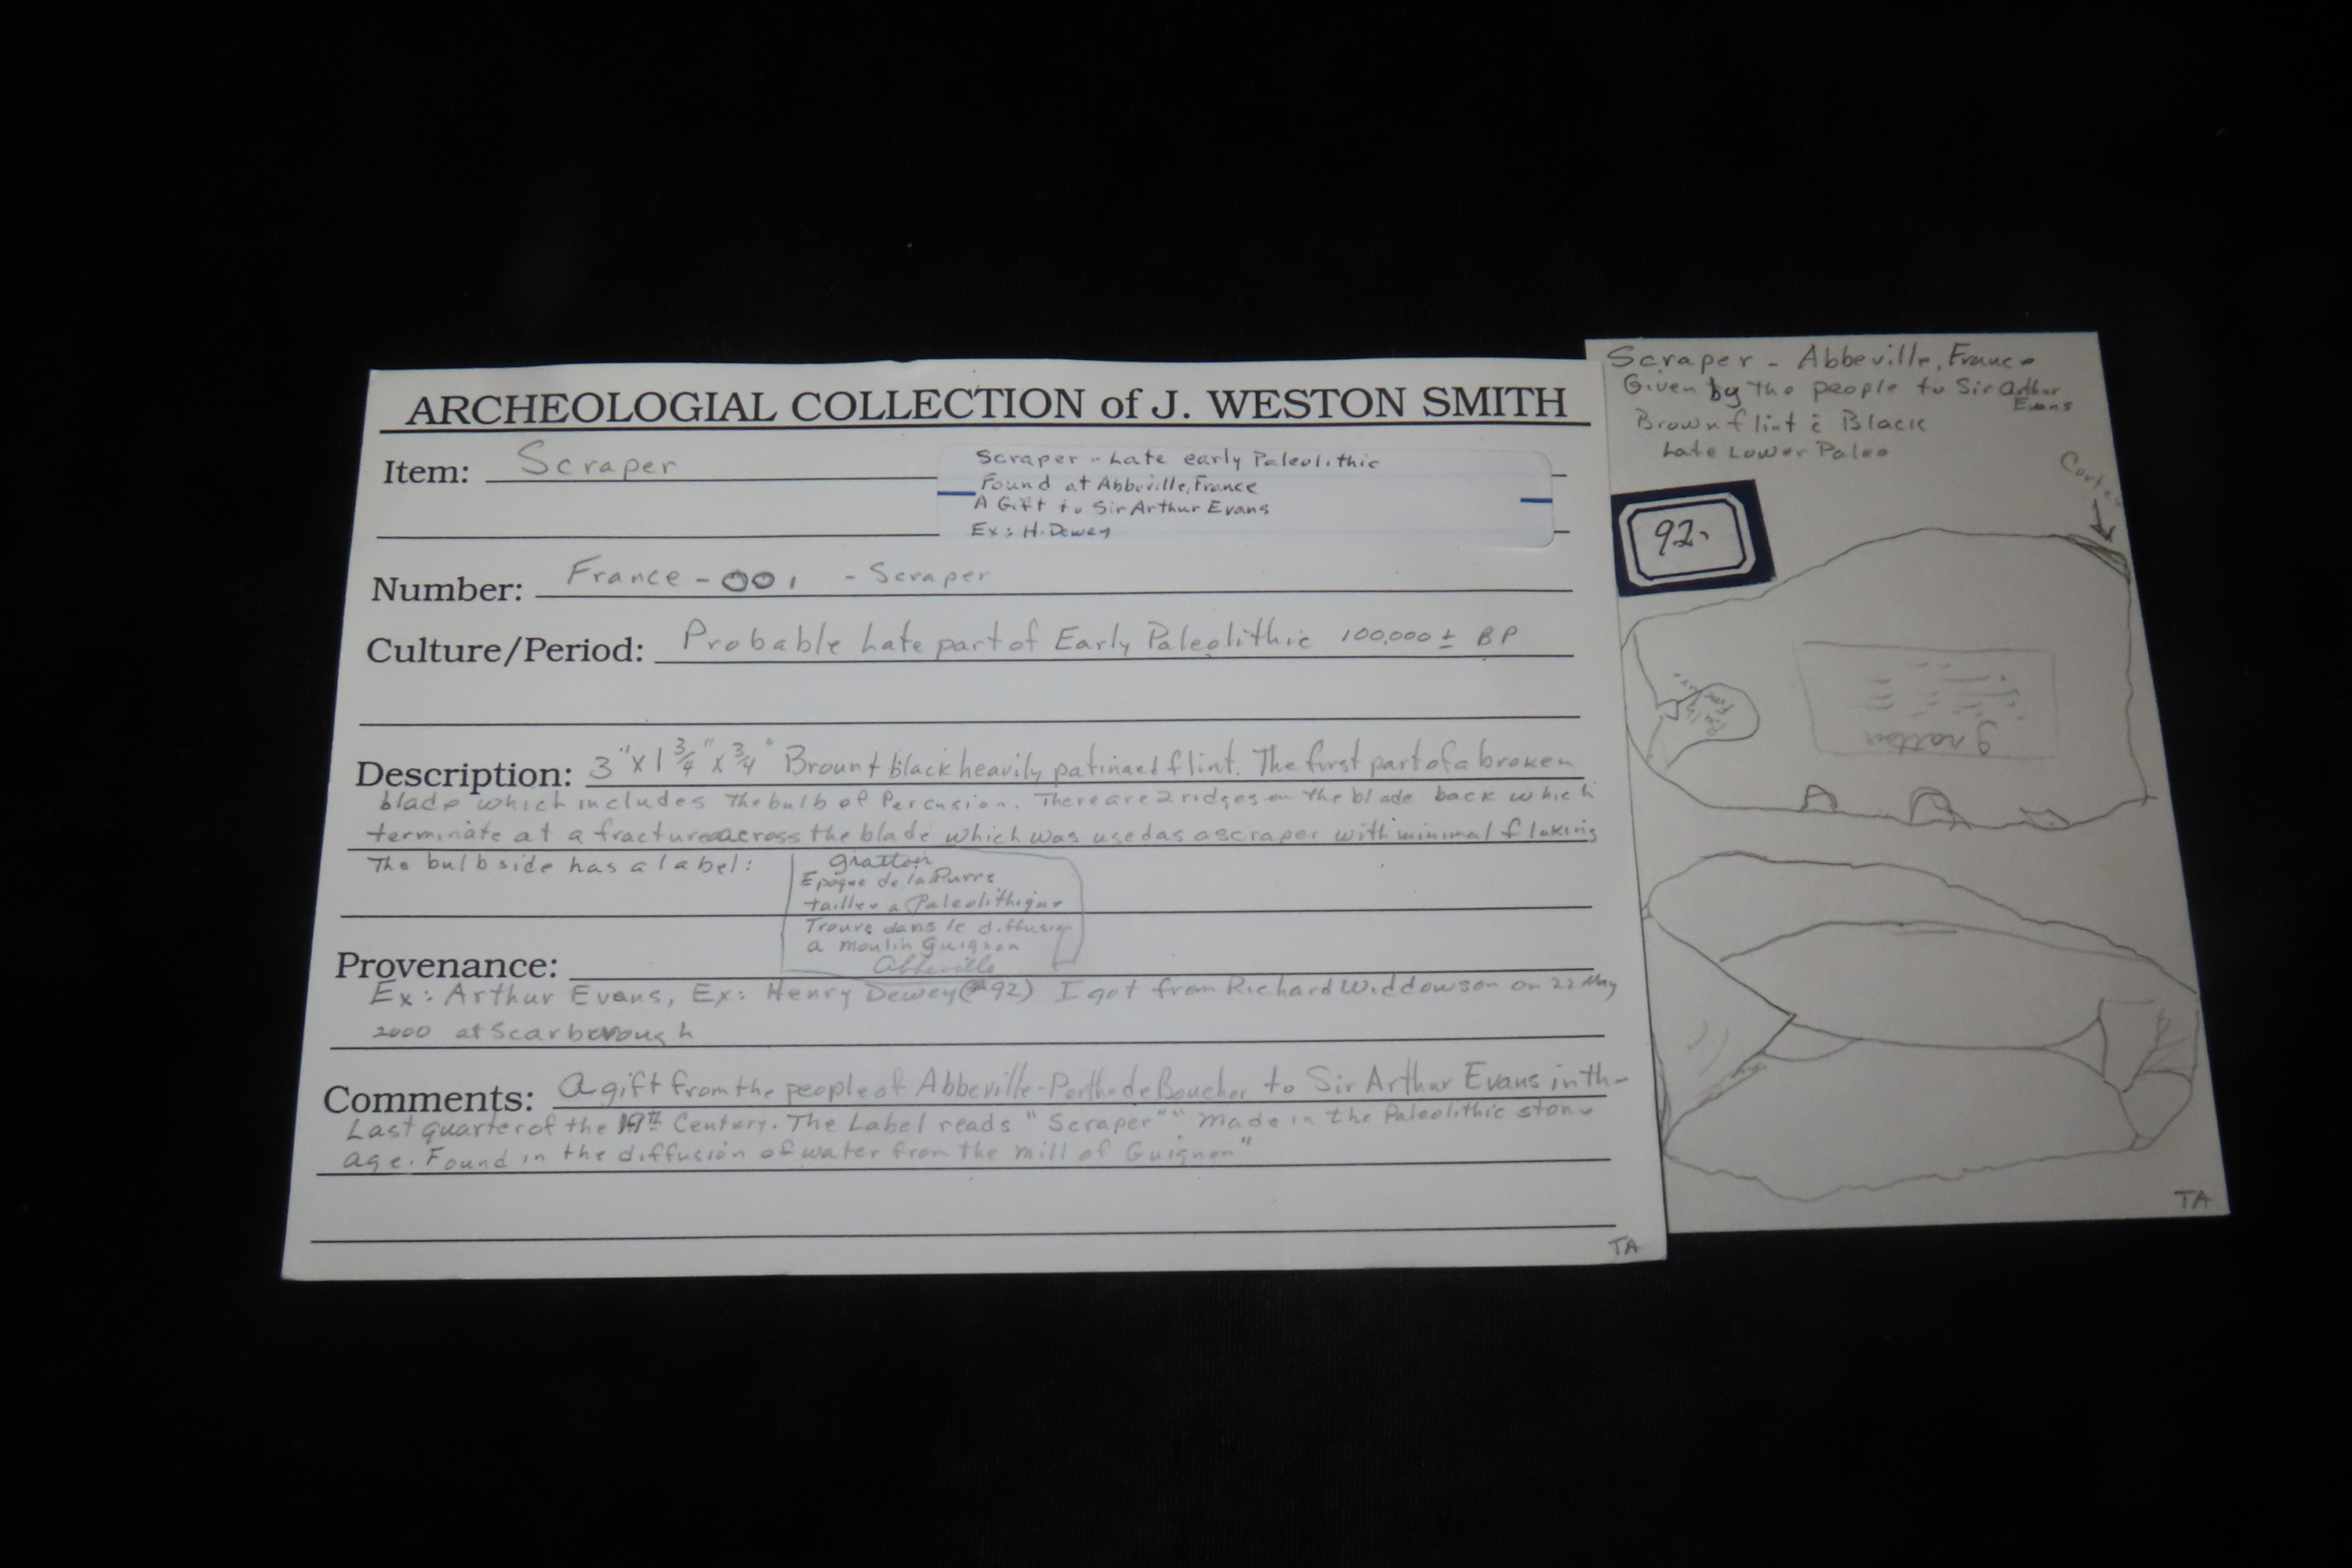 ARCHEOLOGIAL COLLECTION of J. WESTON SMITH
Item: Scraper
Scraper - Late early Paleolithic
Found at Abbeville, France
A Gift to Sir Arthur Evans
Ex: H. Dewey
Number: France - 001 - Scraper
Culture/Period: Probable Late part of Early Paleolithic 100,000 ± BP
Description: 3" x 1 3/4" x 3/4" Brown + black heavily patinaed flint. The first part of a broken
blade which includes the bulb of Percusion. There are 2 ridges on the blade back which
terminate at a fracture across the blade which was used as a scraper with minimal flaking
The bulb side has a label:
grattoir
Epoque de la Purre
tailler a Paleolithique
Trouve dans le diffusion
a moulin Guignon
Abbeville
Provenance:
Ex: Arthur Evans, Ex: Henry Dewey (#92) I got from Richard Widdowson on 22 May
2000 at Scarborough
Comments: A gift from the people of Abbeville - Perthe de Boucher to Sir Arthur Evans in the
Last quarter of the 19th Century. The Label reads "Scraper" "Made in the Paleolithic stone
age. Found in the diffusion of water from the mill of Guignon"
TA
Scraper - Abbeville, France
Given by the people to Sir Arthur
Evans
Brown flint & Black
Late Lower Paleo
Cortex
92.
Bulb
grattoir
TA